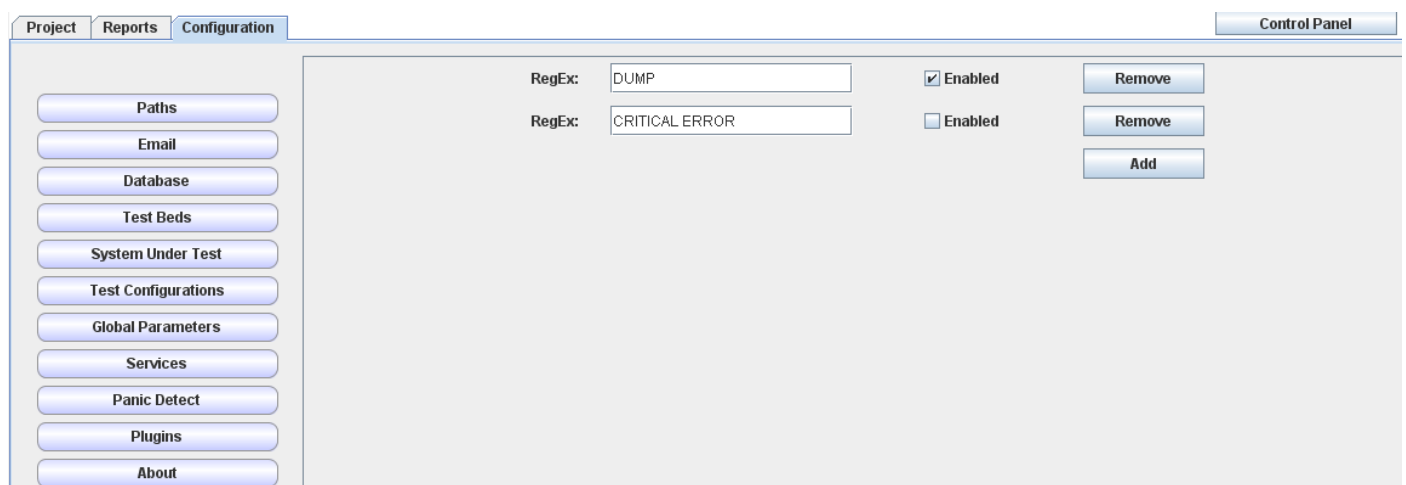 Project Reports Configuration Control Panel
RegEx: DUMP Enabled Remove
RegEx: CRITICAL ERROR Enabled Remove
Add
Paths
Email
Database
Test Beds
System Under Test
Test Configurations
Global Parameters
Services
Panic Detect
Plugins
About